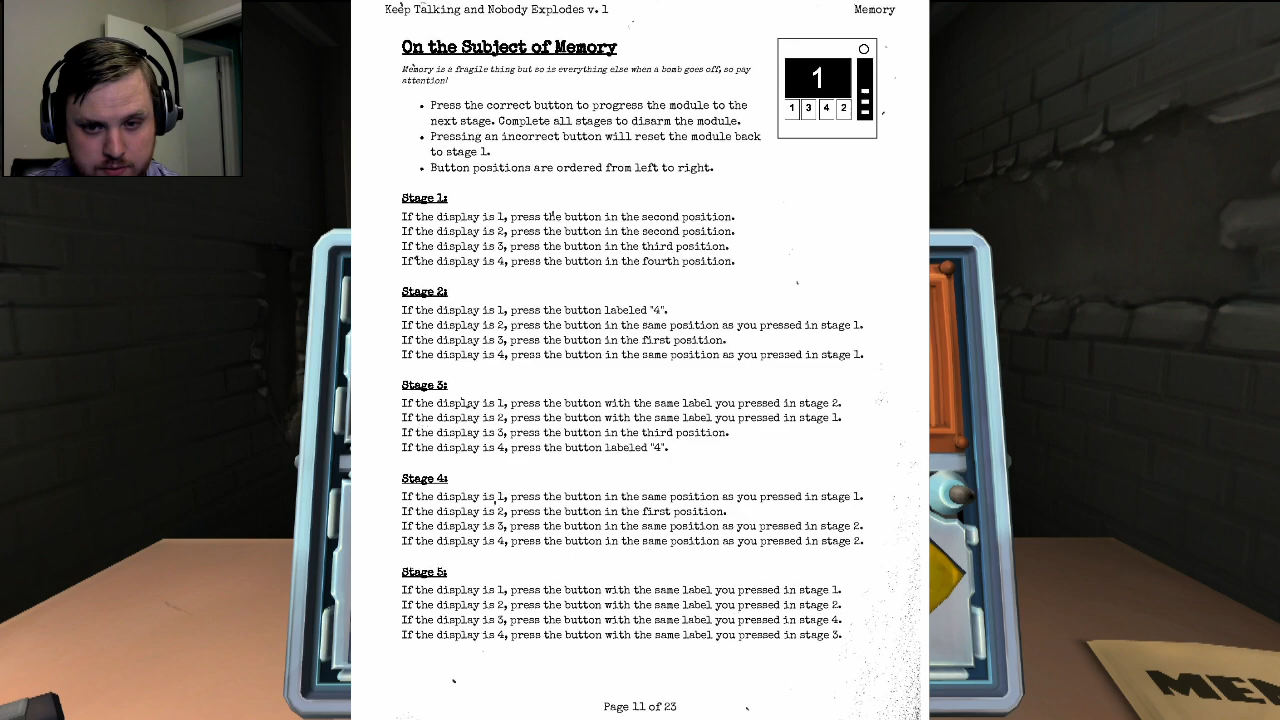 Keep Talking and Nobody Explodes v. 1
Memory
On the Subject of Memory
Memory is a fragile thing but so is everything else when a bomb goes off, so pay
attention!
• Press the correct button to progress the module to the
next stage. Complete all stages to disarm the module.
• Pressing an incorrect button will reset the module back
to stage 1.
• Button positions are ordered from left to right.
1
1 3 4 2
Stage 1:
If the display is 1, press the button in the second position.
If the display is 2, press the button in the second position.
If the display is 3, press the button in the third position.
If the display is 4, press the button in the fourth position.
Stage 2:
If the display is 1, press the button labeled "4".
If the display is 2, press the button in the same position as you pressed in stage 1.
If the display is 3, press the button in the first position.
If the display is 4, press the button in the same position as you pressed in stage 1.
Stage 3:
If the display is 1, press the button with the same label you pressed in stage 2.
If the display is 2, press the button with the same label you pressed in stage 1.
If the display is 3, press the button in the third position.
If the display is 4, press the button labeled "4".
Stage 4:
If the display is 1, press the button in the same position as you pressed in stage 1.
If the display is 2, press the button in the first position.
If the display is 3, press the button in the same position as you pressed in stage 2.
If the display is 4, press the button in the same position as you pressed in stage 2.
Stage 5:
If the display is 1, press the button with the same label you pressed in stage 1.
If the display is 2, press the button with the same label you pressed in stage 2.
If the display is 3, press the button with the same label you pressed in stage 4.
If the display is 4, press the button with the same label you pressed in stage 3.
Page 11 of 23